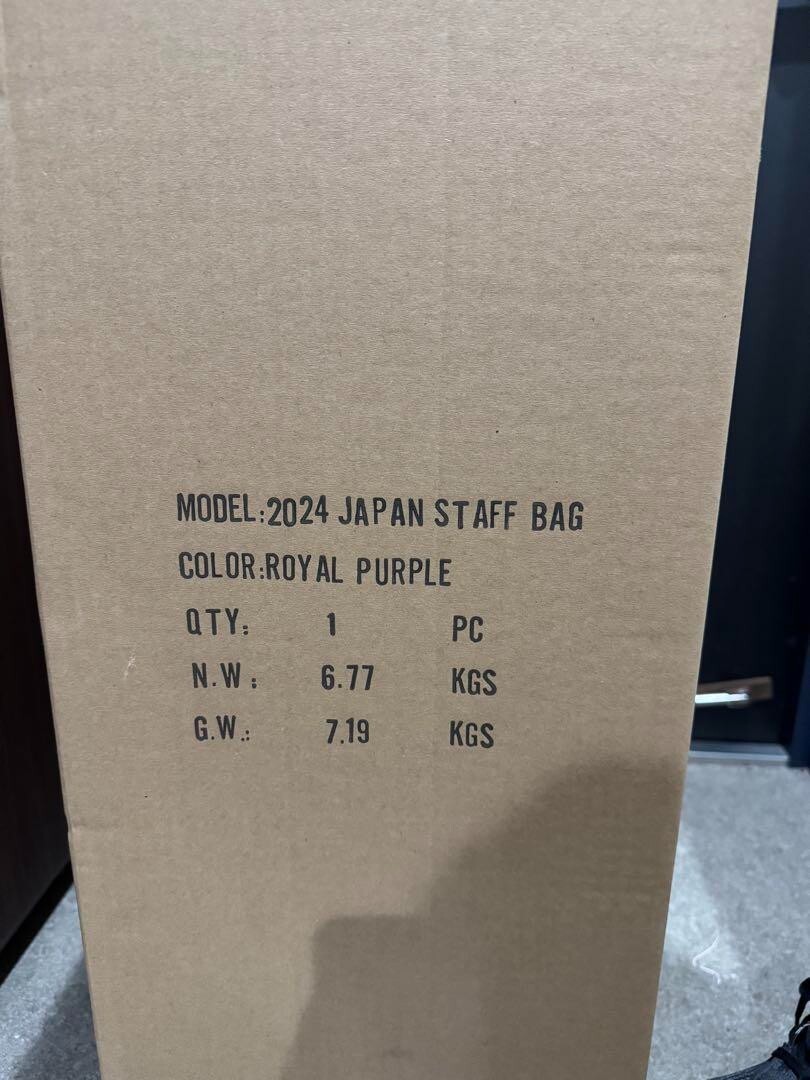 MODEL:2024 JAPAN STAFF BAG
COLOR:ROYAL PURPLE
QTY: 1 PC
N.W: 6.77 KGS
G.W.: 7.19 KGS